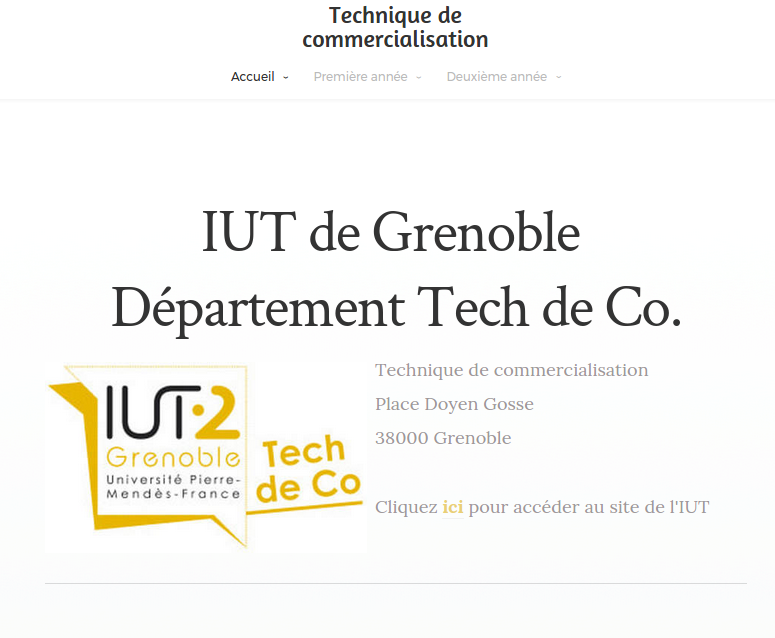 Technique de
commercialisation
Accueil
Première année
Deuxième année
IUT de Grenoble
Département Tech de Co.
IUT·2
Grenoble
Université Pierre-
Mendès-France
Tech
de Co
Technique de commercialisation
Place Doyen Gosse
38000 Grenoble
Cliquez ici pour accéder au site de l'IUT